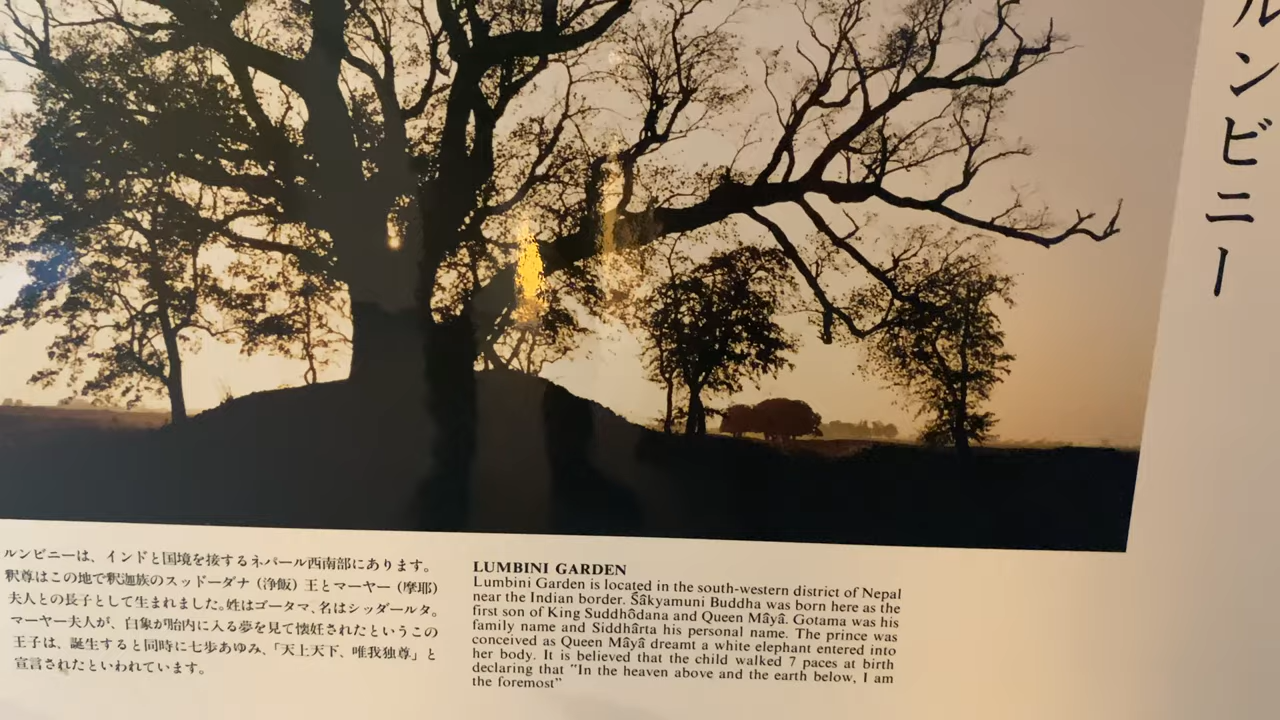 ルンビニー
ルンビニーは、インドと国境を接するネパール西南部にあります。
釈尊はこの地で釈迦族のスッドーダナ（浄飯）王とマーヤー（摩耶）
夫人との長子として生まれました。姓はゴータマ、名はシッダールタ。
マーヤー夫人が、白象が胎内に入る夢を見て懐妊されたというこの
王子は、誕生すると同時に七歩あゆみ、「天上天下、唯我独尊」と
宣言されたといわれています。
LUMBINI GARDEN
Lumbini Garden is located in the south-western district of Nepal
near the Indian border. Śâkyamuni Buddha was born here as the
first son of King Suddhôdana and Queen Mâyâ. Gotama was his
family name and Siddhârta his personal name. The prince was
conceived as Queen Mâyâ dreamt a white elephant entered into
her body. It is believed that the child walked 7 paces at birth
declaring that "In the heaven above and the earth below, I am
the foremost"